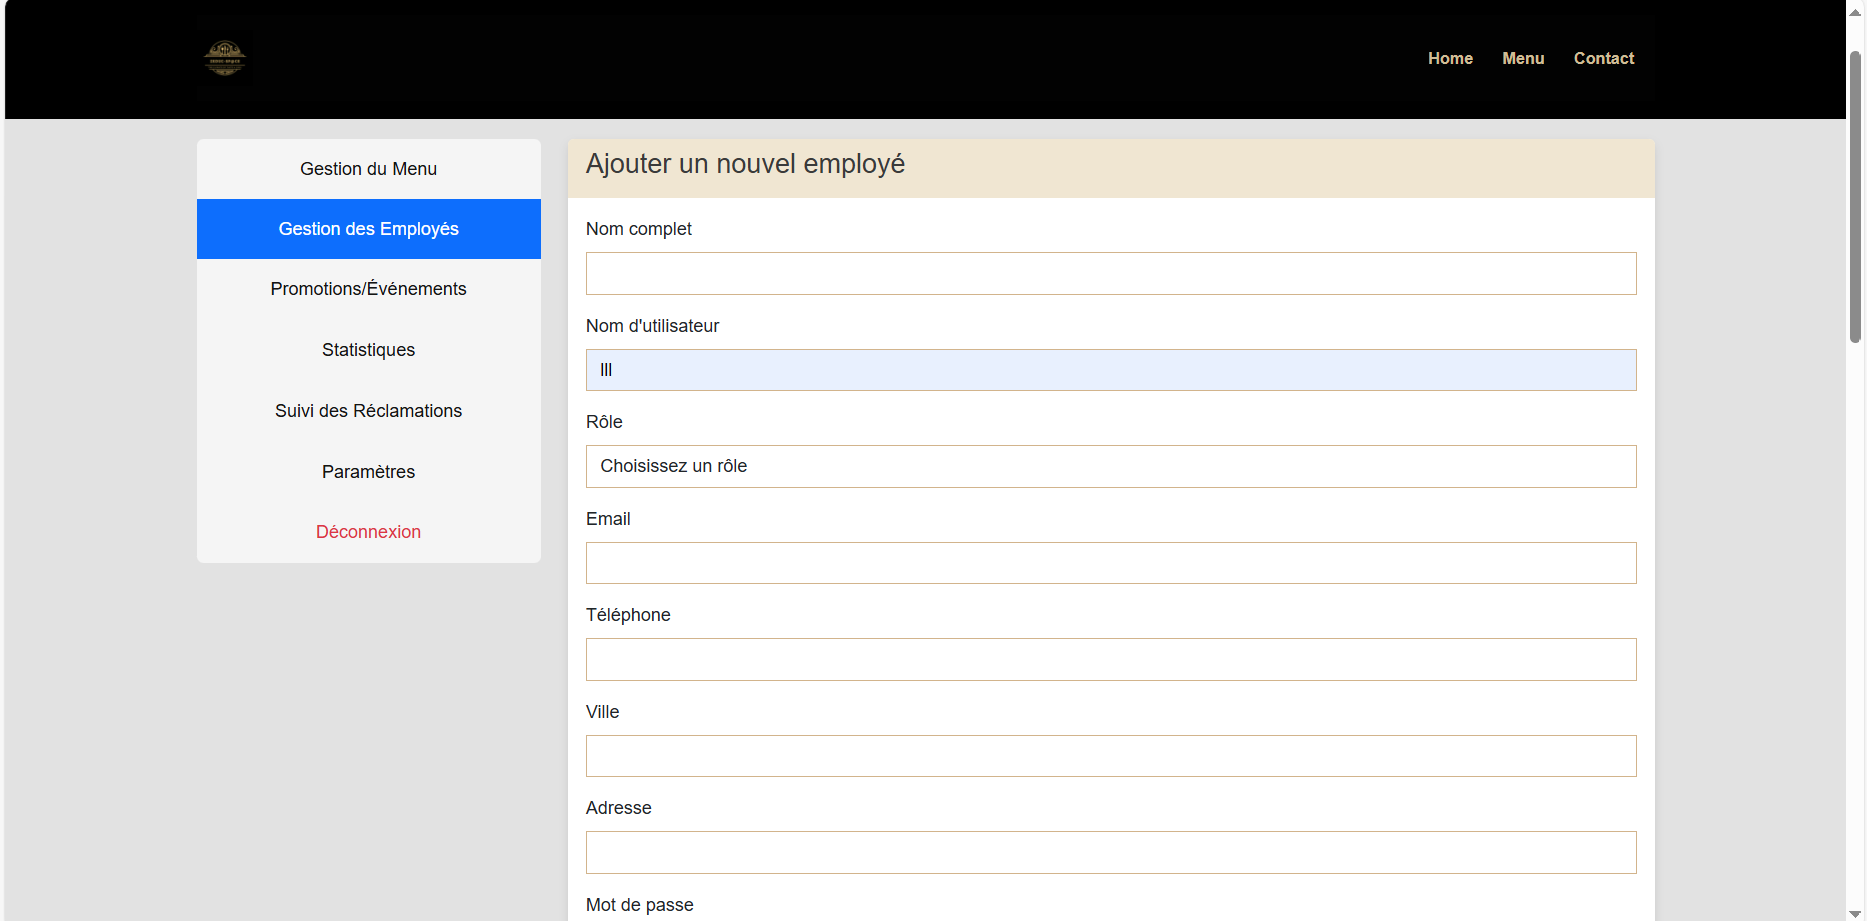 Home
Menu
Contact
Gestion du Menu
Gestion des Employés
Promotions/Événements
Statistiques
Suivi des Réclamations
Paramètres
Déconnexion
Ajouter un nouvel employé
Nom complet
Nom d'utilisateur
lll
Rôle
Choisissez un rôle
Email
Téléphone
Ville
Adresse
Mot de passe